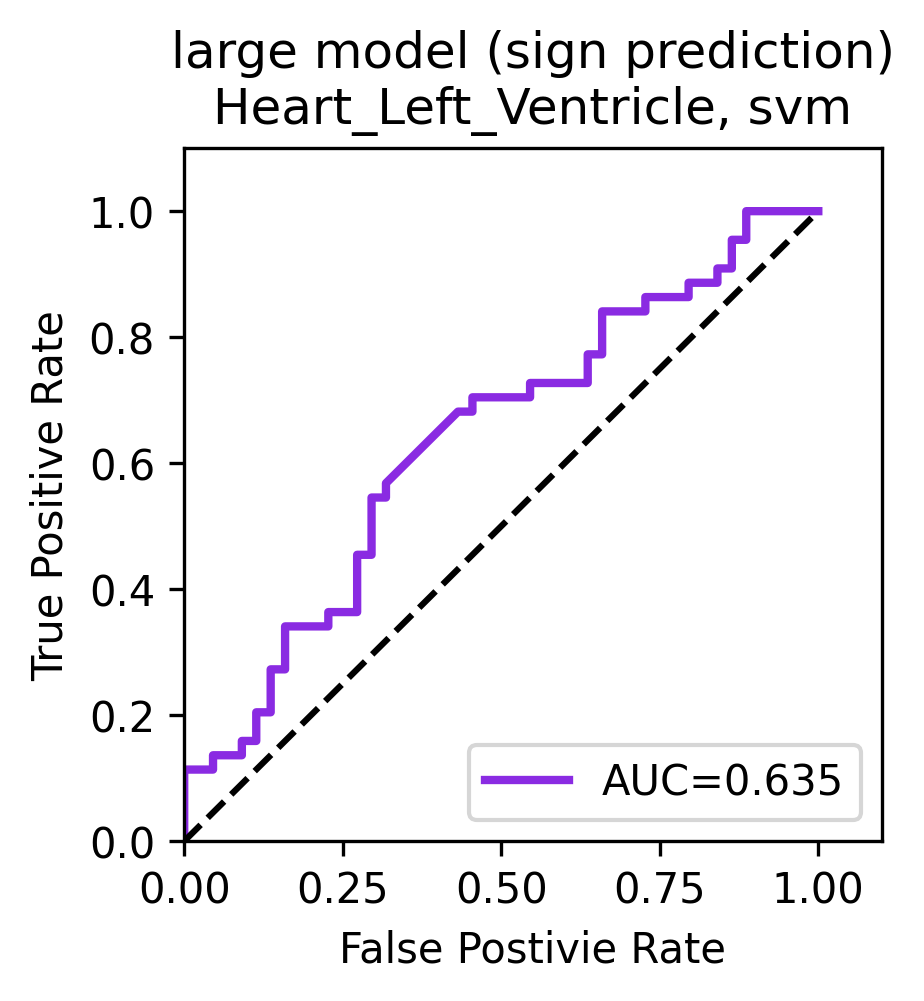 large model (sign prediction)
Heart_Left_Ventricle, svm
True Positive Rate
1.0
0.8
0.6
0.4
0.2
0.0
AUC=0.635
0.00 0.25 0.50 0.75 1.00
False Postivie Rate